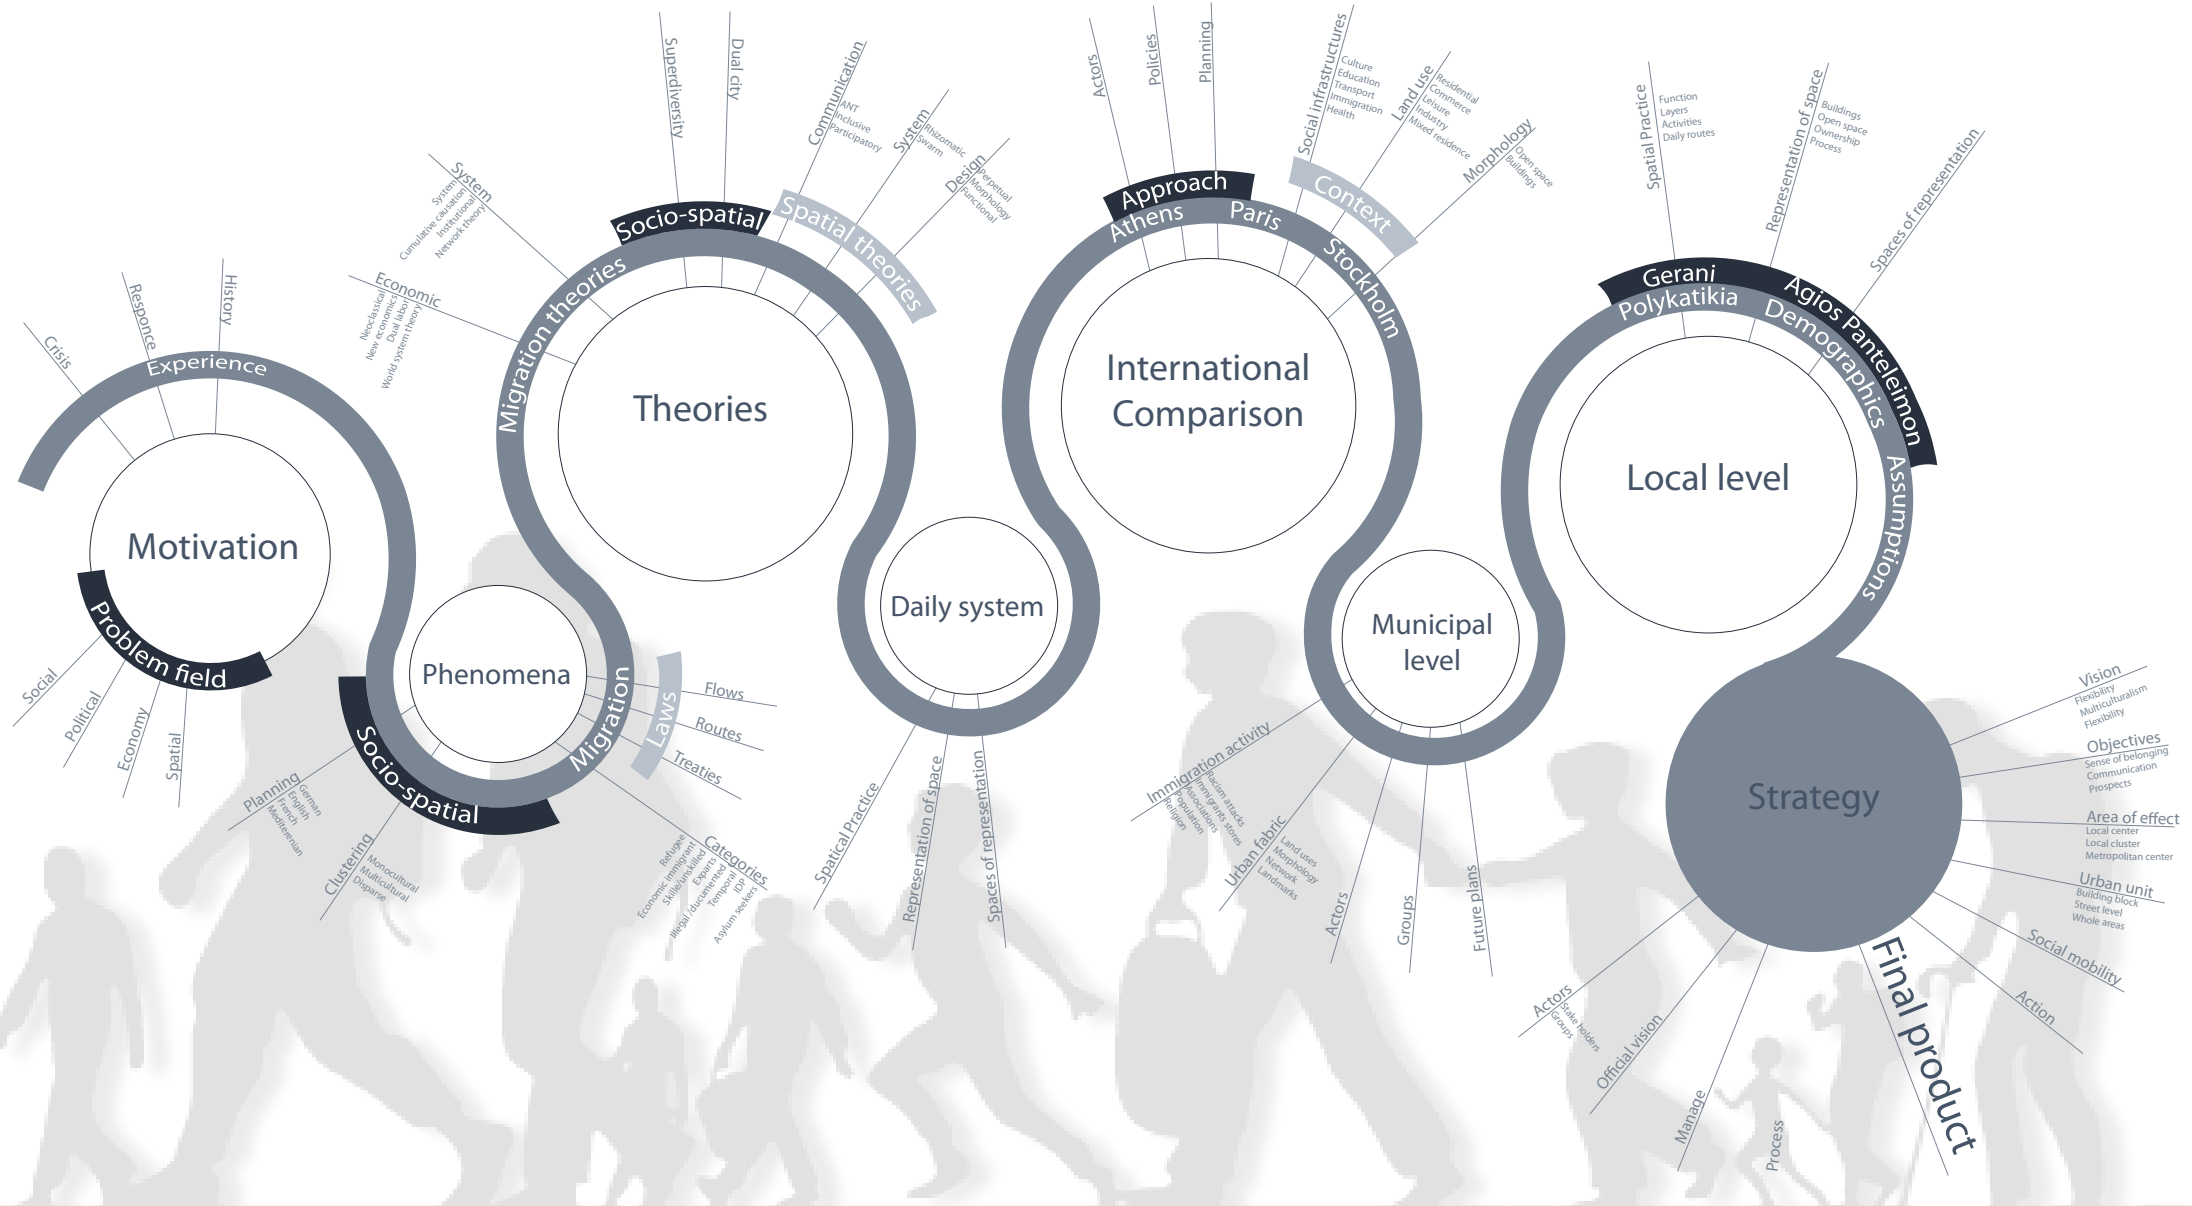 Crisis
Responce
History
Experience
Motivation
Problem field
Social
Political
Economy
Spatial
Phenomena
Socio-spatial
Planning
German
English
French
Mediterenian
Clustering
Monocultural
Multicultural
Disparse
Migration
Laws
Flows
Routes
Treaties
Categories
Refugee
Economic immigrant
Skille/unskilled
Exparts
Illegal /ducumented
Temporal
IDP
Asylum seekers
Migration theories
Economic
Neoclassical
New economics
Dual labor
World system theory
System
System
Cumulative causation
Institutional
Network theory
Theories
Socio-spatial
Superdiversity
Dual city
Spatial theories
Communication
ANT
Inclusive
Participatory
System
Rhizomatic
Swarm
Design
Perpetual
Morphology
Functional
Daily system
Spatical Practice
Representation of space
Spaces of representation
International
Comparison
Approach
Athens
Paris
Stockholm
Actors
Policies
Planning
Context
Social infrastructures
Culture
Education
Transport
Immigration
Health
Land use
Residential
Commerce
Leisure
Industry
Mixed residence
Morphology
Open space
Buildings
Municipal
level
Immigration activity
Racism attacks
Immigrants stores
Associations
Population
Religion
Urban fabric
Land uses
Morphology
Network
Landmarks
Actors
Groups
Future plans
Local level
Gerani
Agios Panteleimon
Polykatikia
Demographics
Assumptions
Spatial Practice
Function
Layers
Activities
Daily routes
Representation of space
Buildings
Open space
Ownership
Process
Spaces of representation
Strategy
Vision
Flexibility
Multiculturalism
Flexibility
Objectives
Sense of belonging
Communication
Prospects
Area of effect
Local center
Local cluster
Metropolitan center
Urban unit
Building block
Street level
Whole areas
Social mobility
Action
Final product
Process
Manage
Official vision
Actors
Stake holders
Groups